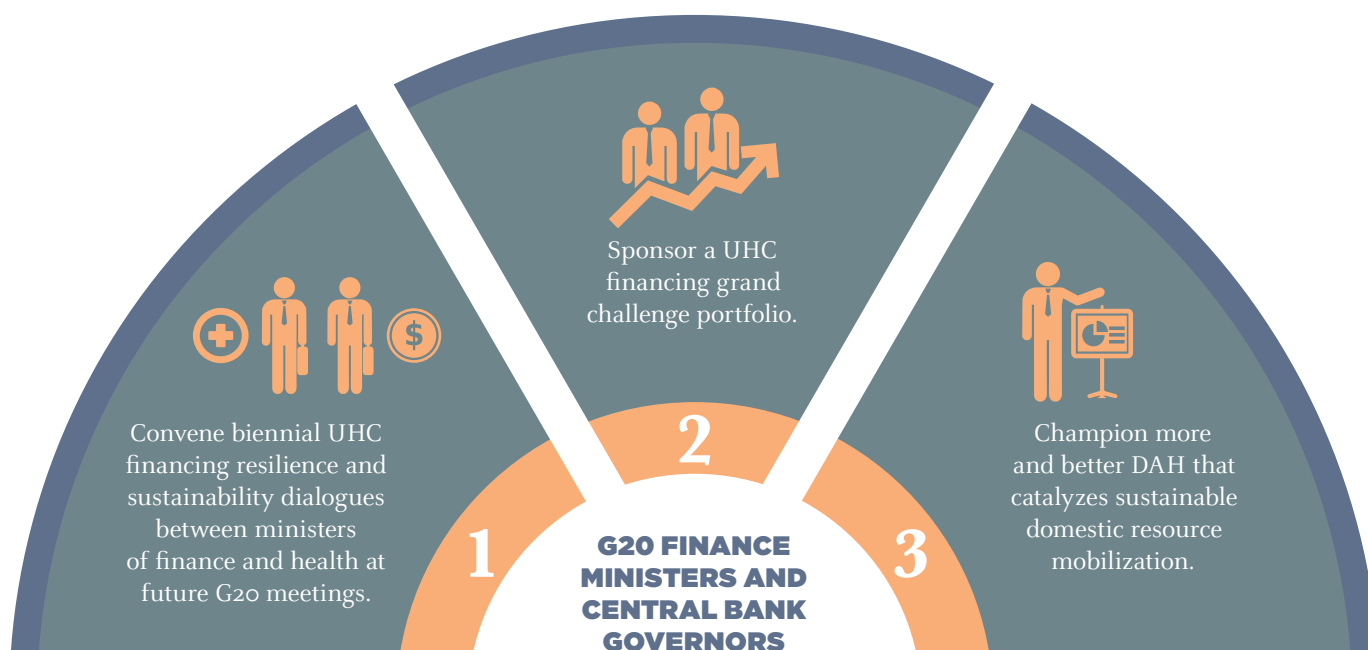 1
Convene biennial UHC
financing resilience and
sustainability dialogues
between ministers
of finance and health at
future G20 meetings.
2
Sponsor a UHC
financing grand
challenge portfolio.
3
Champion more
and better DAH that
catalyzes sustainable
domestic resource
mobilization.
$
G20 FINANCE
MINISTERS AND
CENTRAL BANK
GOVERNORS